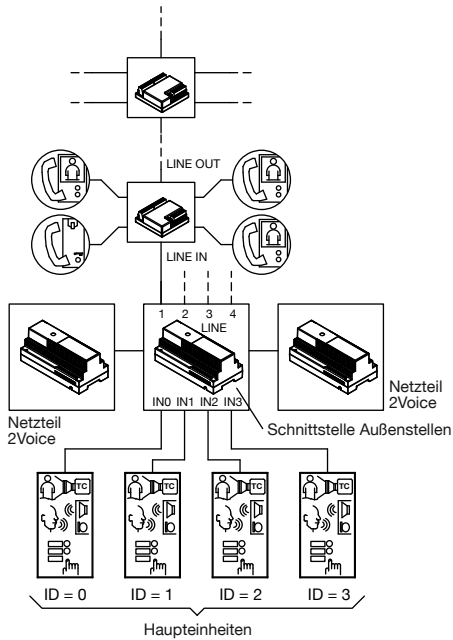 LINE OUT
LINE IN
1 2 3 4
LINE
Netzteil
2Voice
Netzteil
2Voice
IN0 IN1 IN2 IN3
Schnittstelle Außenstellen
TC TC TC TC
ID = 0 ID = 1 ID = 2 ID = 3
Haupteinheiten